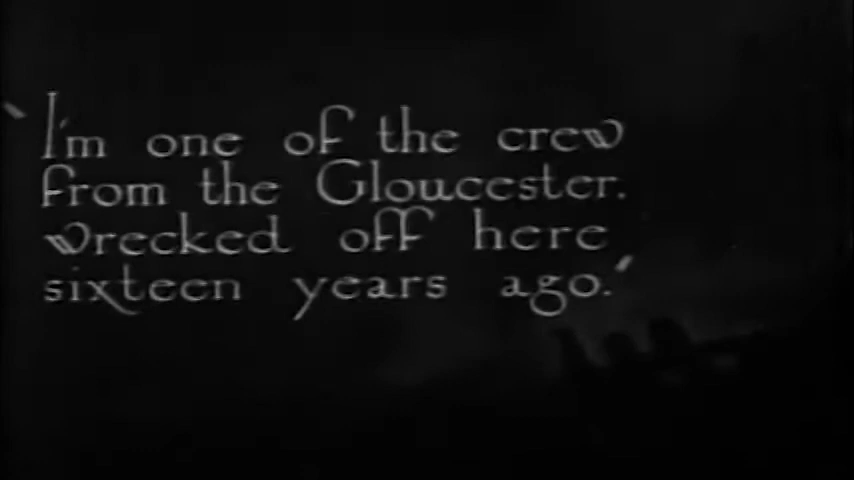 'I'm one of the crew
from the Gloucester.
wrecked off here
sixteen years ago.'